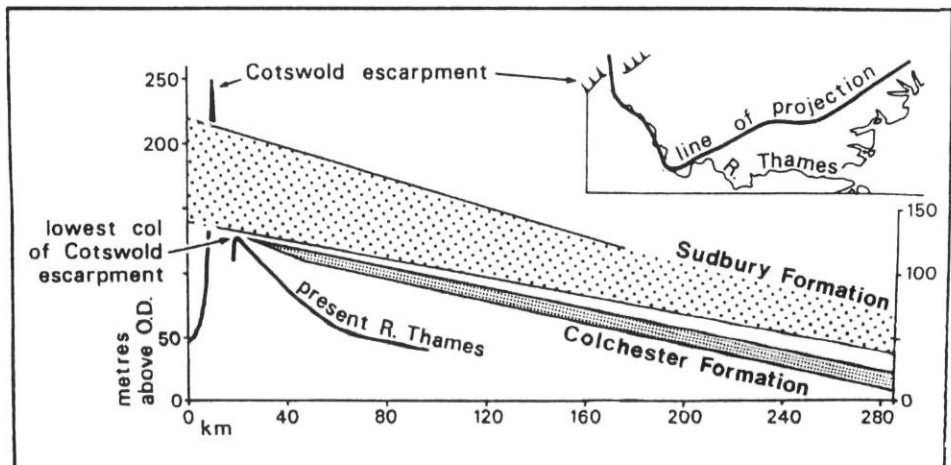 250
Cotswold escarpment
line of projection
R. Thames
200
lowest col
of Cotswold
escarpment
150
Sudbury Formation
100
present R. Thames
metres
above O.D.
50
50
Colchester Formation
0
0
0
km
40
80
120
160
200
240
285